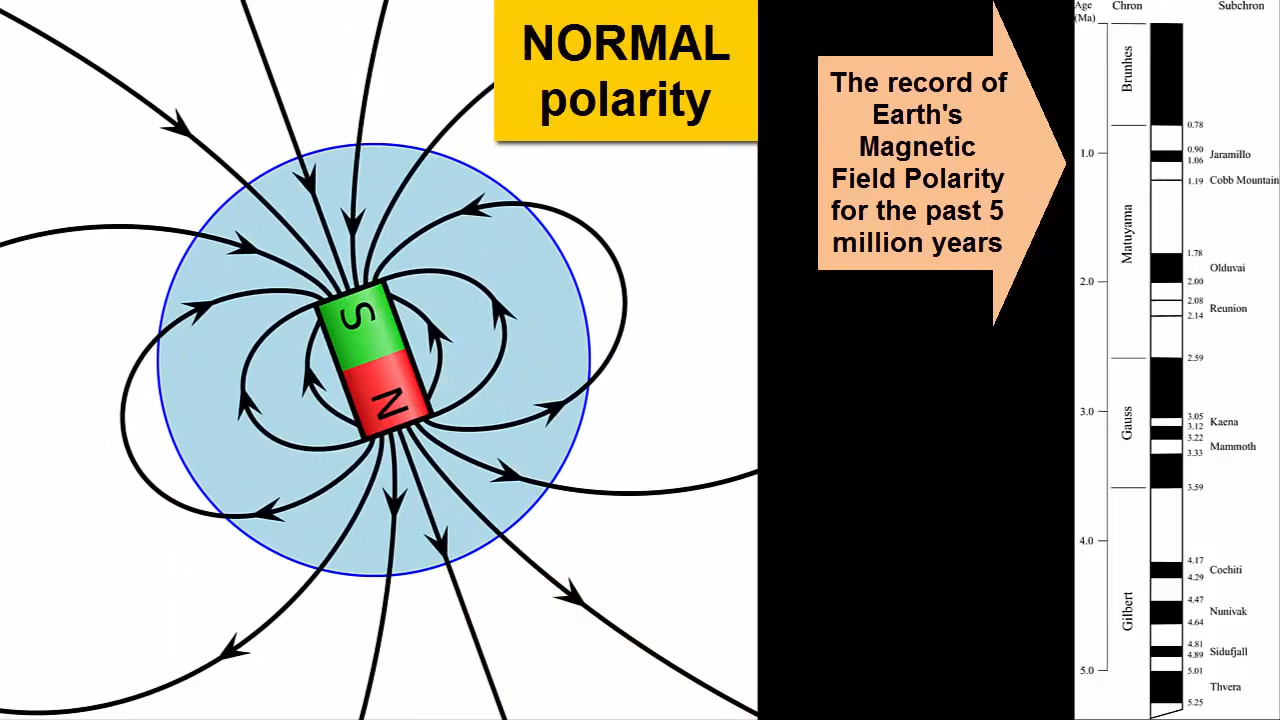 NORMAL
polarity
S
N
The record of
Earth's
Magnetic
Field Polarity
for the past 5
million years
Age
(Ma)
Chron
Subchron
Brunhes
0.78
0.90
1.0
Jaramillo
1.06
1.19 Cobb Mountain
Matuyama
1.78
Olduvai
2.0
2.00
2.08
Reunion
2.14
2.59
Gauss
3.0
3.05
Kaena
3.12
3.22
Mammoth
3.33
3.59
4.0
4.17
Cochiti
4.29
Gilbert
4.47
Nunivak
4.64
4.81
Sidufjall
4.89
5.0
5.01
Thvera
5.25